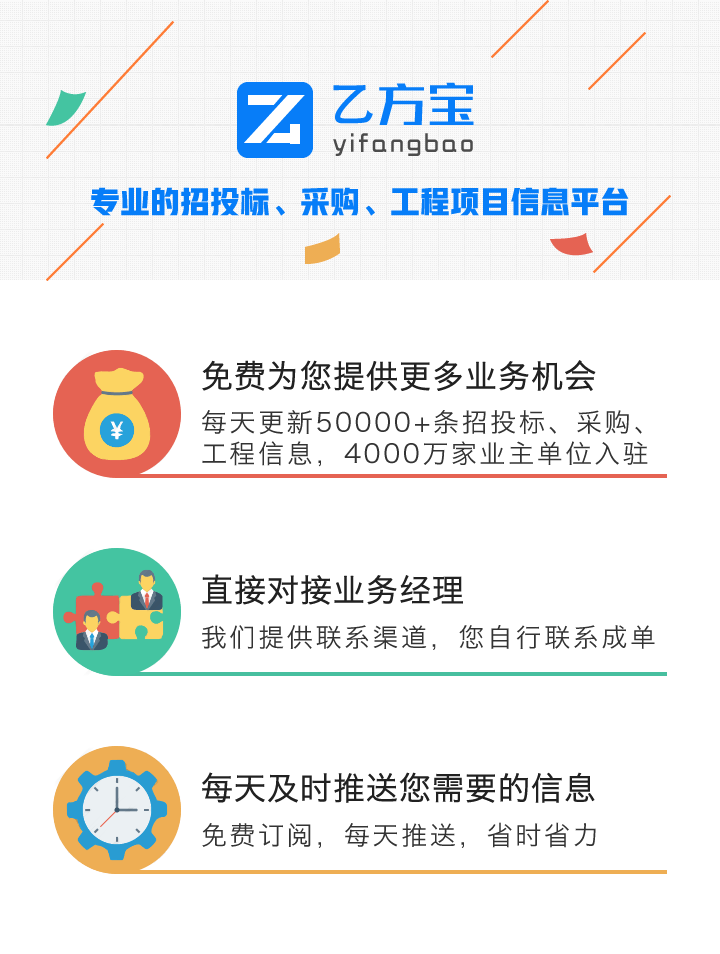 乙方宝
yifangbao
专业的招投标、采购、工程项目信息平台
¥
免费为您提供更多业务机会
每天更新50000+条招投标、采购、
工程信息，4000万家业主单位入驻
直接对接业务经理
我们提供联系渠道，您自行联系成单
每天及时推送您需要的信息
免费订阅，每天推送，省时省力